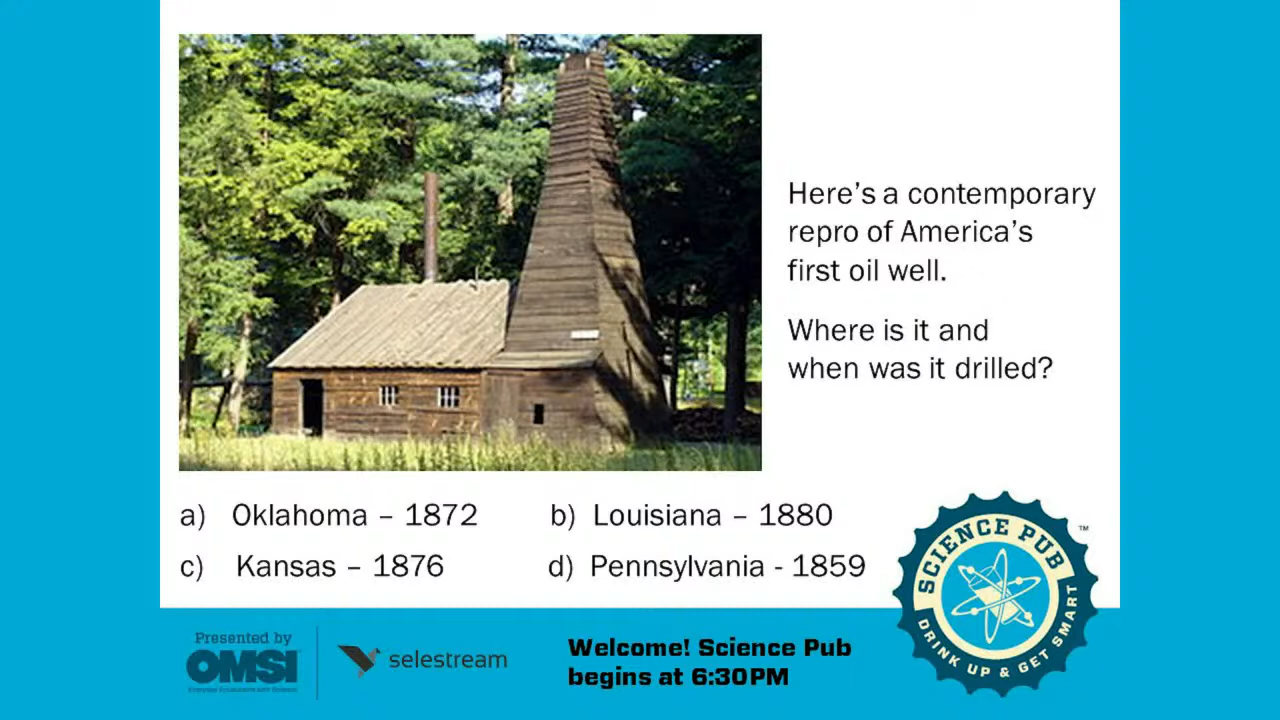 Here's a contemporary
repro of America's
first oil well.
Where is it and
when was it drilled?
a) Oklahoma – 1872
b) Louisiana – 1880
c) Kansas – 1876
d) Pennsylvania - 1859
SCIENCE PUB
DRINK UP & GET SMART
™
Presented by
OMSI
selestream
Welcome! Science Pub
begins at 6:30PM